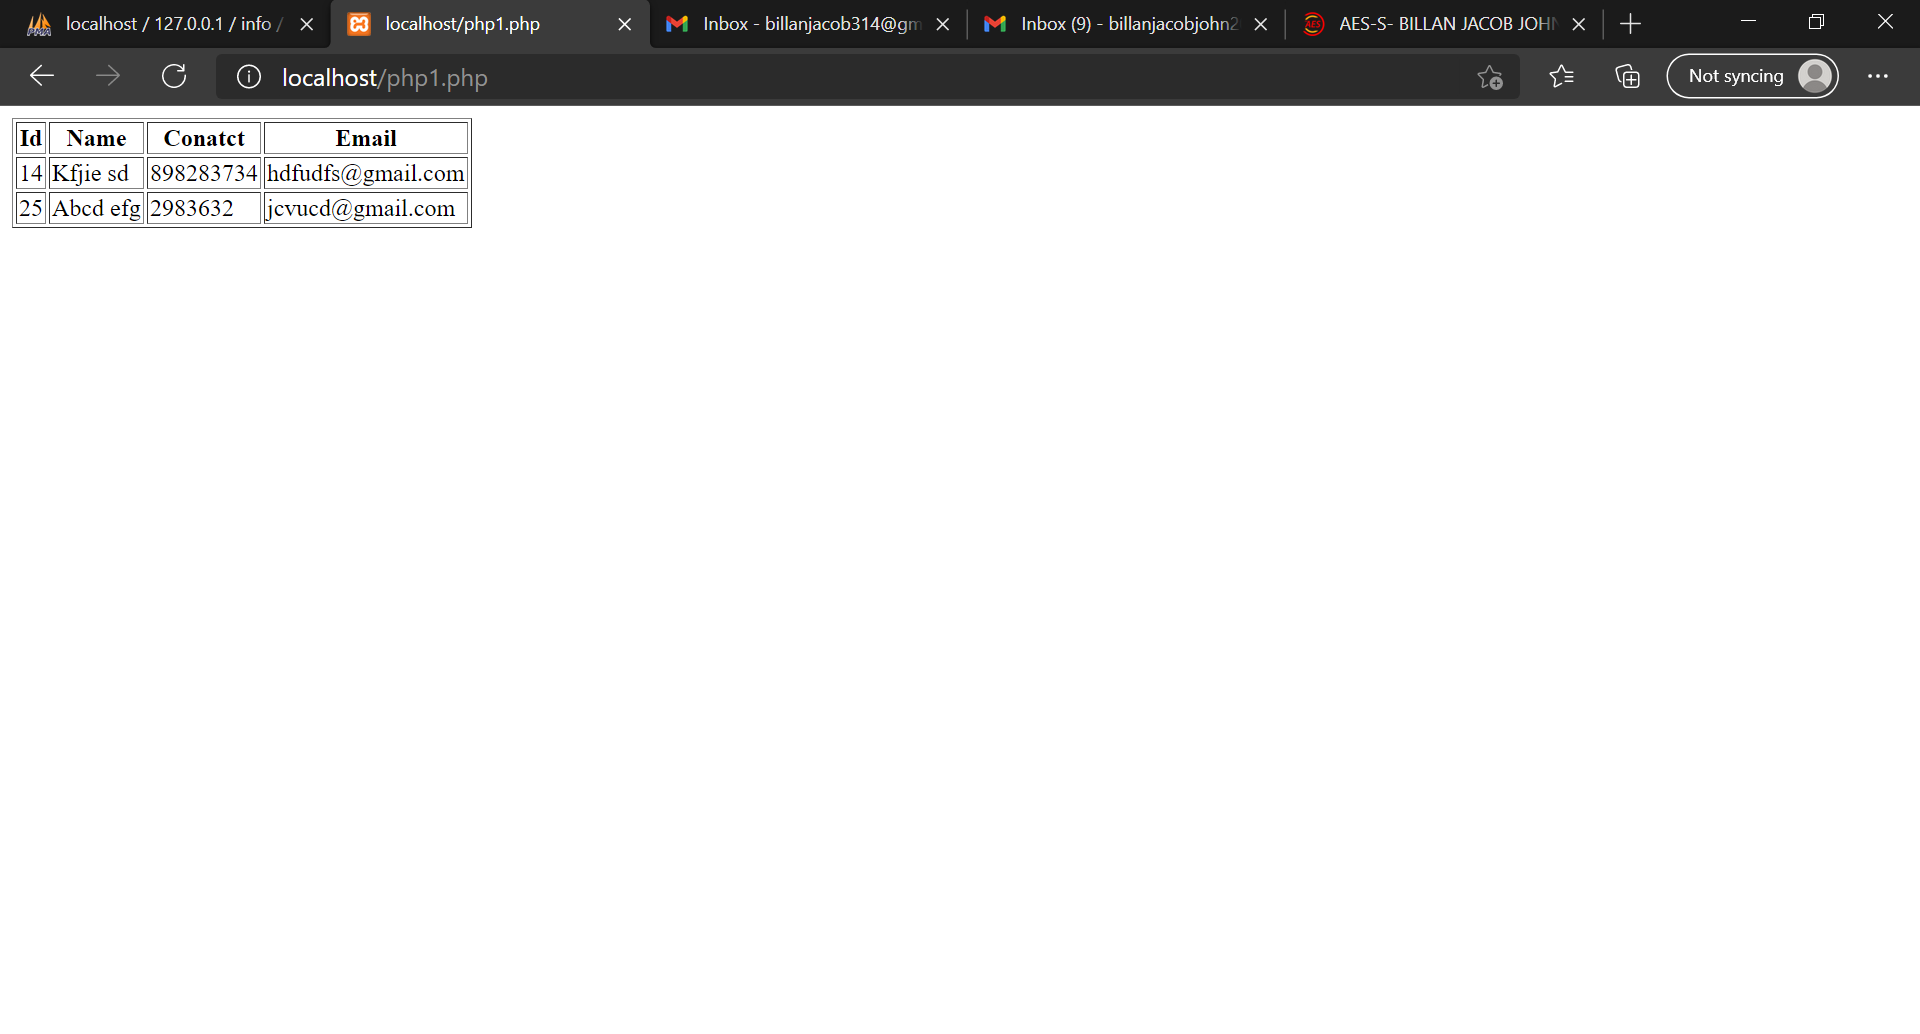 localhost / 127.0.0.1 / info /
localhost/php1.php
Inbox - billanjacob314@gm
Inbox (9) - billanjacobjohn2
AES-S- BILLAN JACOB JOHN
localhost/php1.php
Not syncing
Id Name Conatct Email
14 Kfjie sd 898283734 hdfudfs@gmail.com
25 Abcd efg 2983632 jcvucd@gmail.com